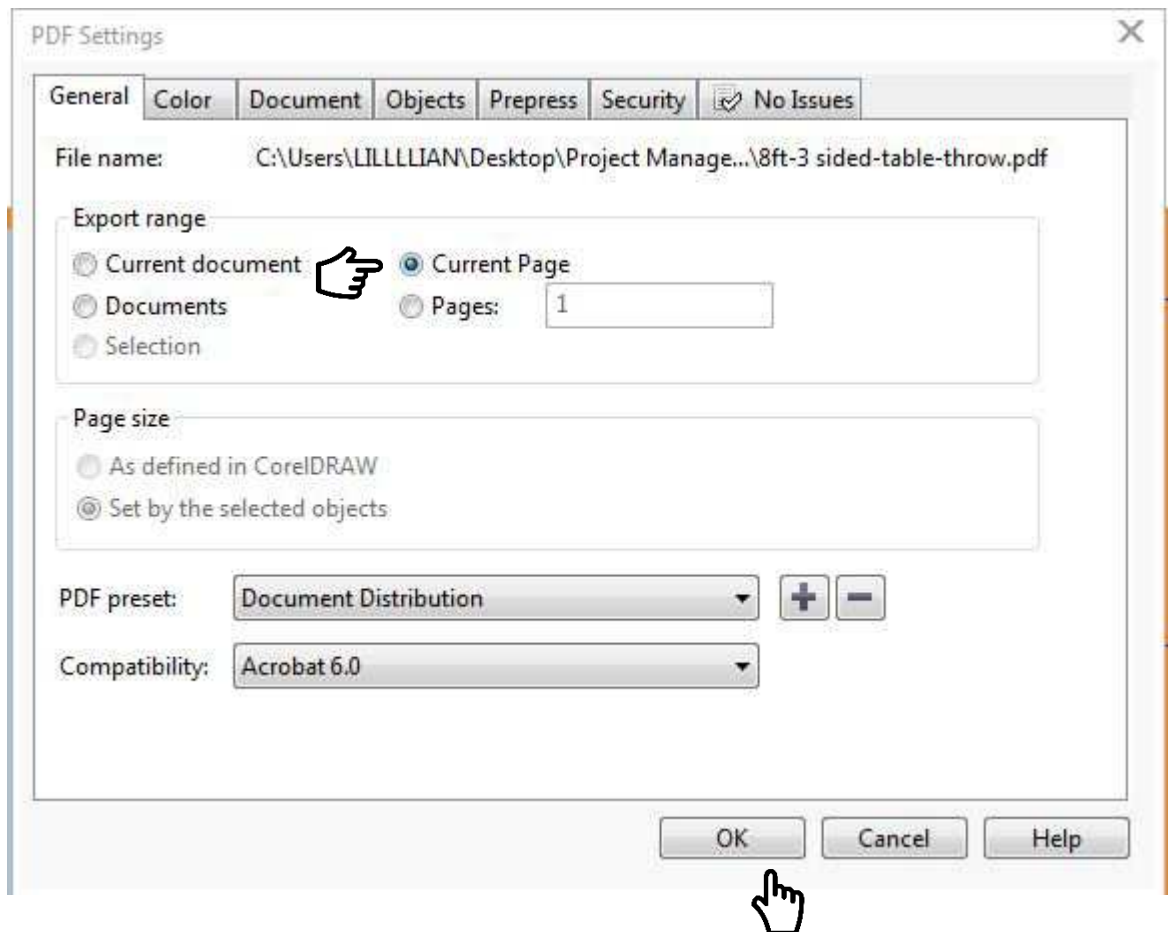 PDF Settings
General Color Document Objects Prepress Security No Issues
File name: C:\Users\LILLLLIAN\Desktop\Project Manage...\8ft-3 sided-table-throw.pdf
Export range
Current document Current Page
Documents Pages: 1
Selection
Page size
As defined in CorelDRAW
Set by the selected objects
PDF preset: Document Distribution
Compatibility: Acrobat 6.0
OK Cancel Help